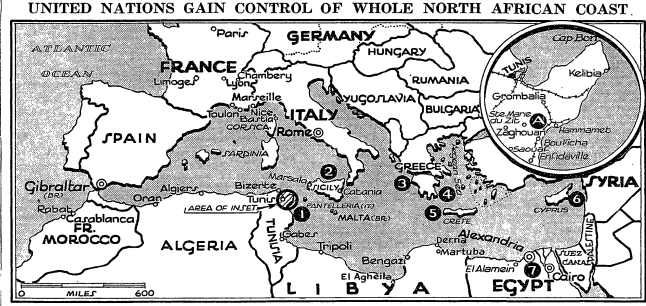 UNITED NATIONS GAIN CONTROL OF WHOLE NORTH AFRICAN COAST
ATLANTIC
OCEAN
Paris
GERMANY
FRANCE
Limoges
Lyon
Chambery
HUNGARY
RUMANIA
YUGOSLAVIA
BULGARIA
Marseille
Toulon
Nice
Bastia
CORSICA
ITALY
Rome
SPAIN
SARDINIA
GREECE
Gibraltar
(BR)
Algiers
Oran
Bizerte
Tunis
AREA OF INSET
Marsala
SICILY
Catania
PANTELLERIA (IT)
MALTA (BR)
Rabat
Casablanca
FR.
MOROCCO
ALGERIA
TUNISIA
Gabes
Tripoli
Bengazi
El Agheila
LIBYA
Derna
Martuba
CRETE
Alexandria
El Alamein
EGYPT
Cairo
SUEZ
CANAL
PALESTINE
CYPRUS
SYRIA
1
2
3
4
5
6
7
0 MILES 600
Cap Bon
TUNIS
Kelibia
Grombalia
Ste. Marie
du Zit
A
Zaghouan
Hammamet
Bou Ficha
Saouaf
Enfidaville